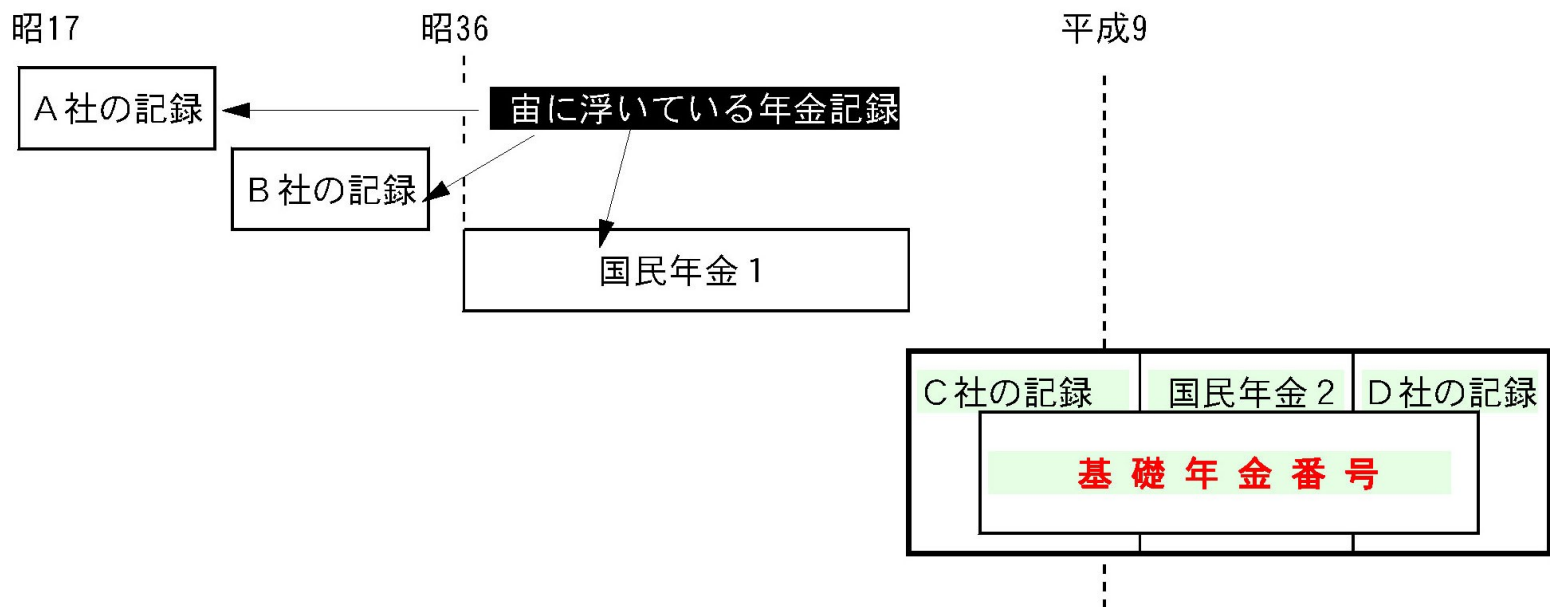 昭17
昭36
平成9
A社の記録
宙に浮いている年金記録
B社の記録
国民年金1
C社の記録
国民年金2
D社の記録
基礎年金番号